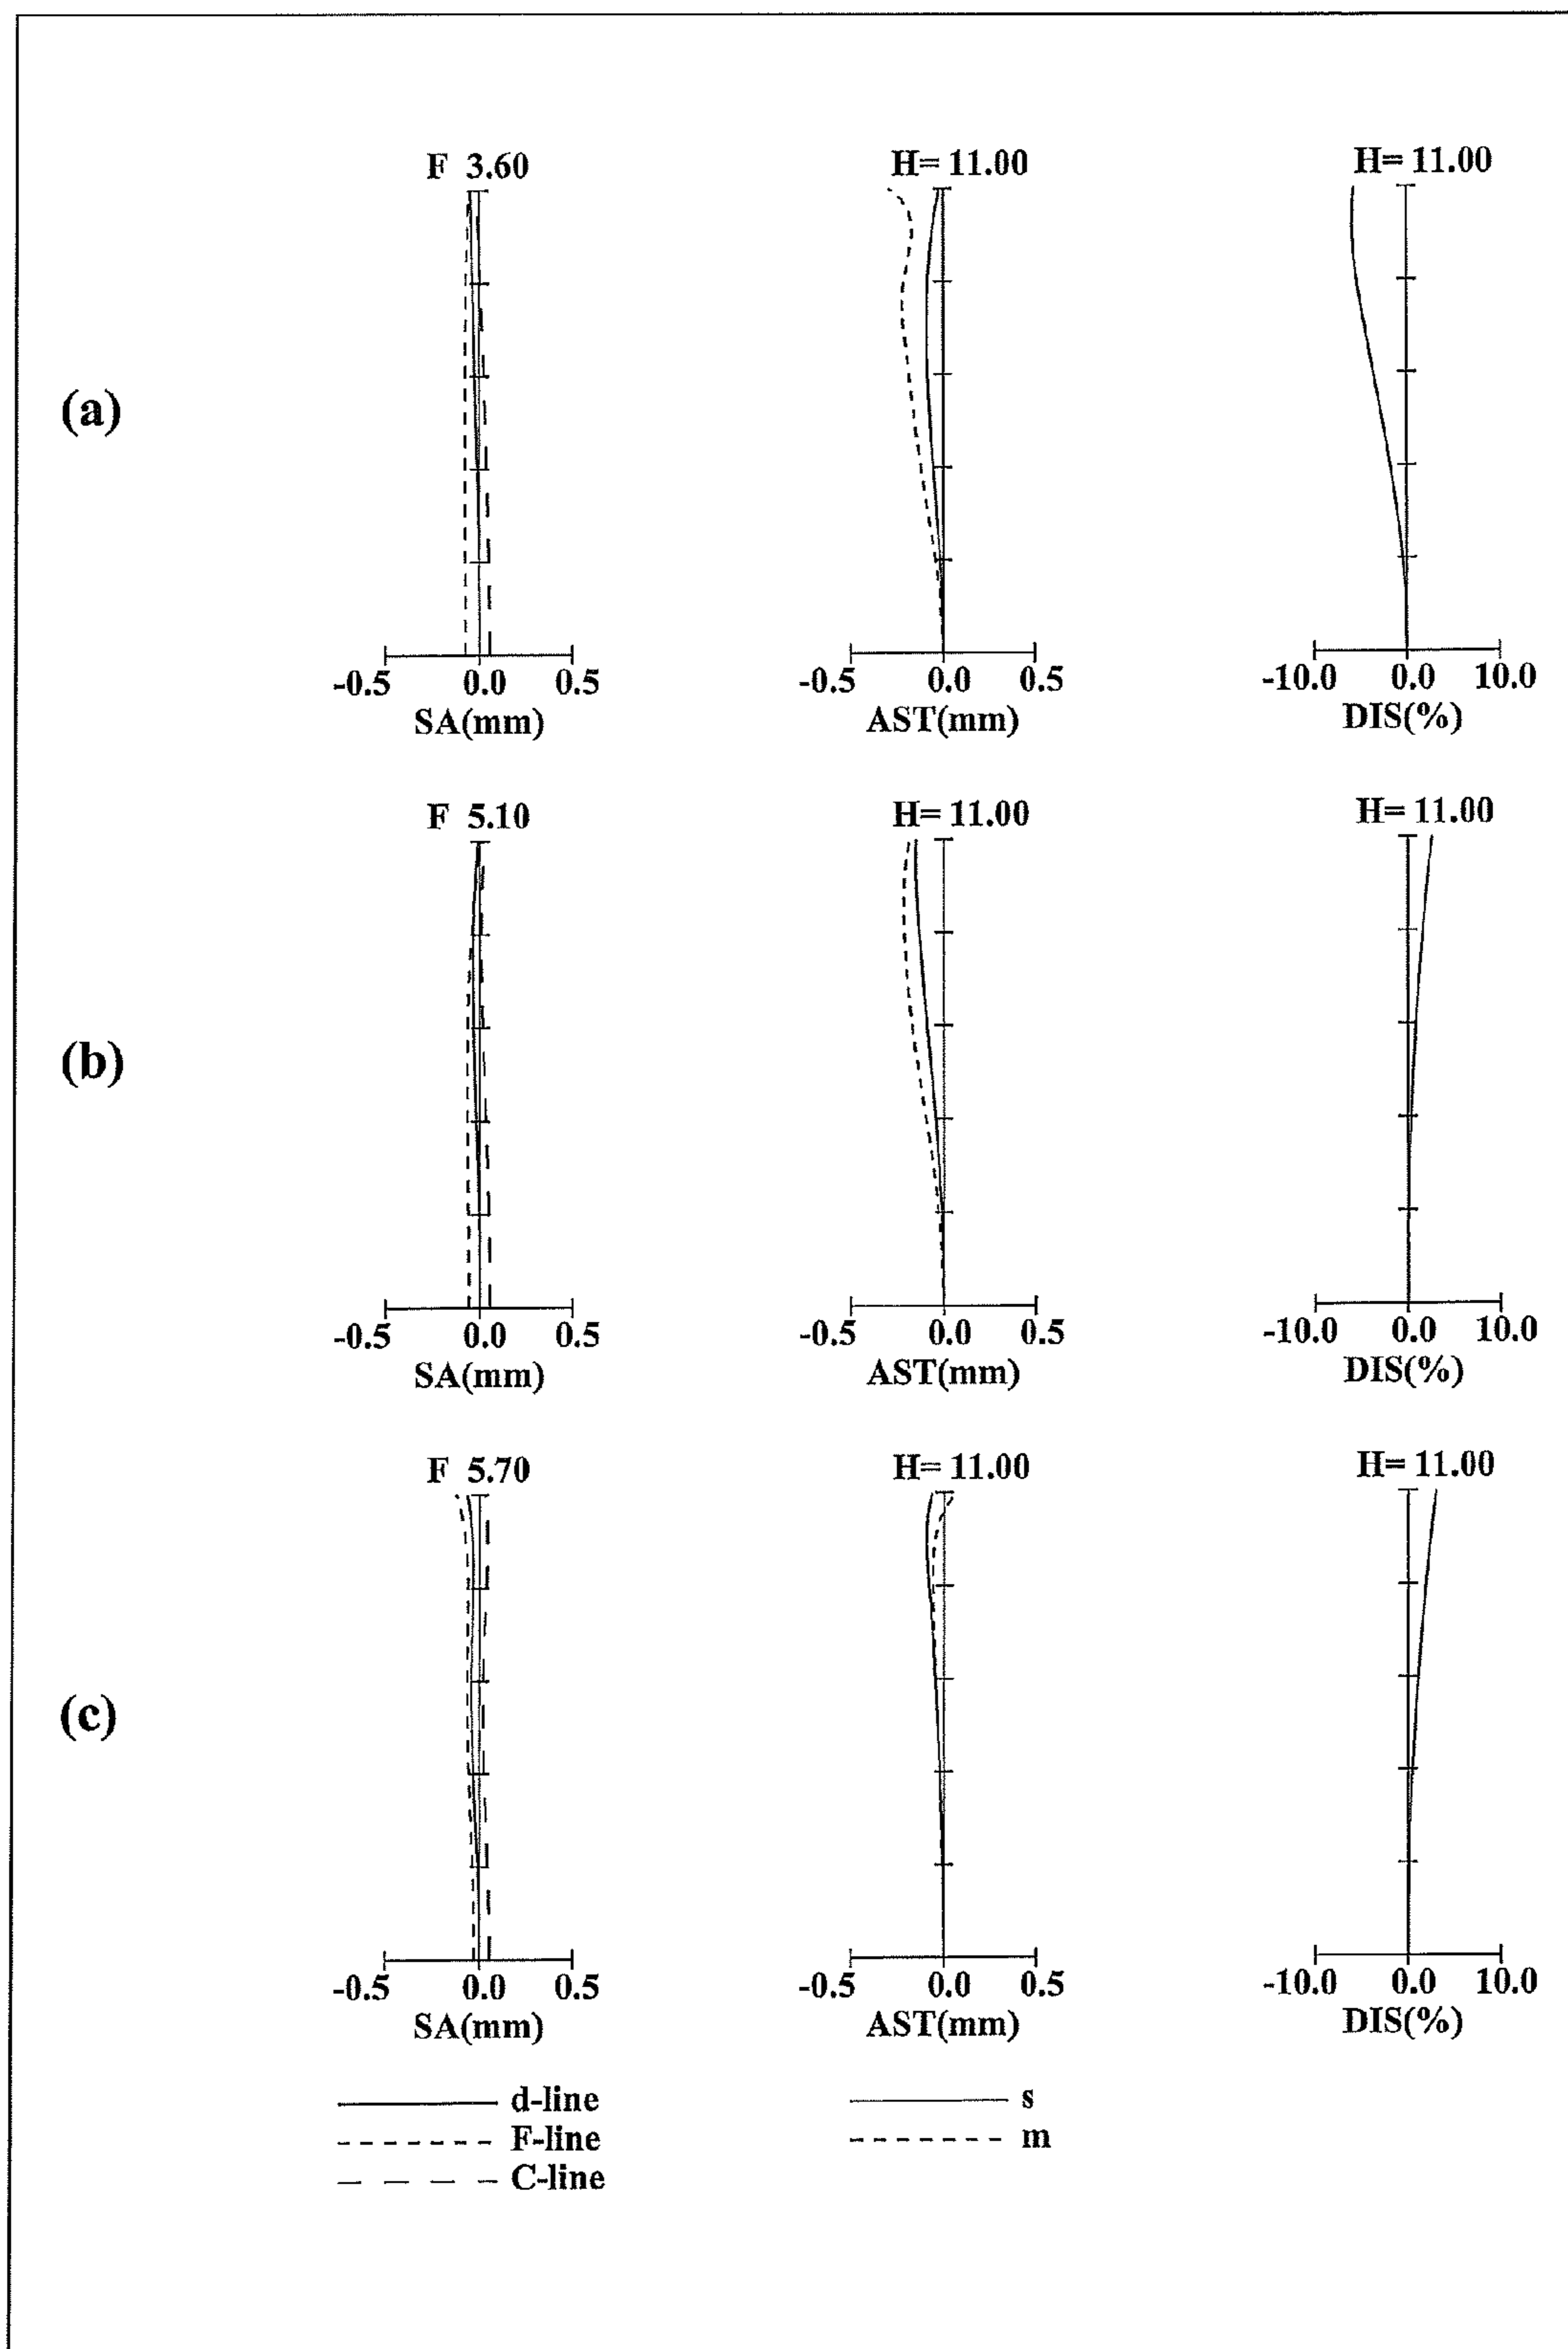 F 3.60 H= 11.00 H= 11.00
(a)
-0.5 0.0 0.5 -0.5 0.0 0.5 -10.0 0.0 10.0
SA(mm) AST(mm) DIS(%)
F 5.10 H= 11.00 H= 11.00
(b)
-0.5 0.0 0.5 -0.5 0.0 0.5 -10.0 0.0 10.0
SA(mm) AST(mm) DIS(%)
F 5.70 H= 11.00 H= 11.00
(c)
-0.5 0.0 0.5 -0.5 0.0 0.5 -10.0 0.0 10.0
SA(mm) AST(mm) DIS(%)
d-line s
F-line m
C-line